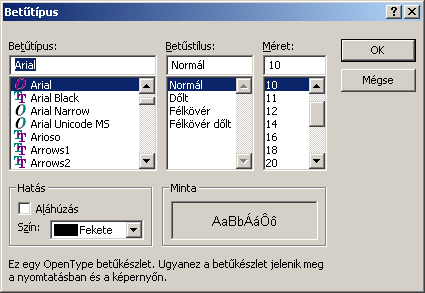 Betűtípus
Betűtípus:
Betűstílus:
Méret:
Arial
Normál
10
OK
Mégse
Arial
Arial Black
Arial Narrow
Arial Unicode MS
Arioso
Arrows1
Arrows2
Normál
Dőlt
Félkövér
Félkövér dőlt
10
11
12
14
16
18
20
Hatás
Aláhúzás
Szín:
Fekete
Minta
AaBbÁáÔô
Ez egy OpenType betűkészlet. Ugyanez a betűkészlet jelenik meg
a nyomtatásban és a képernyőn.